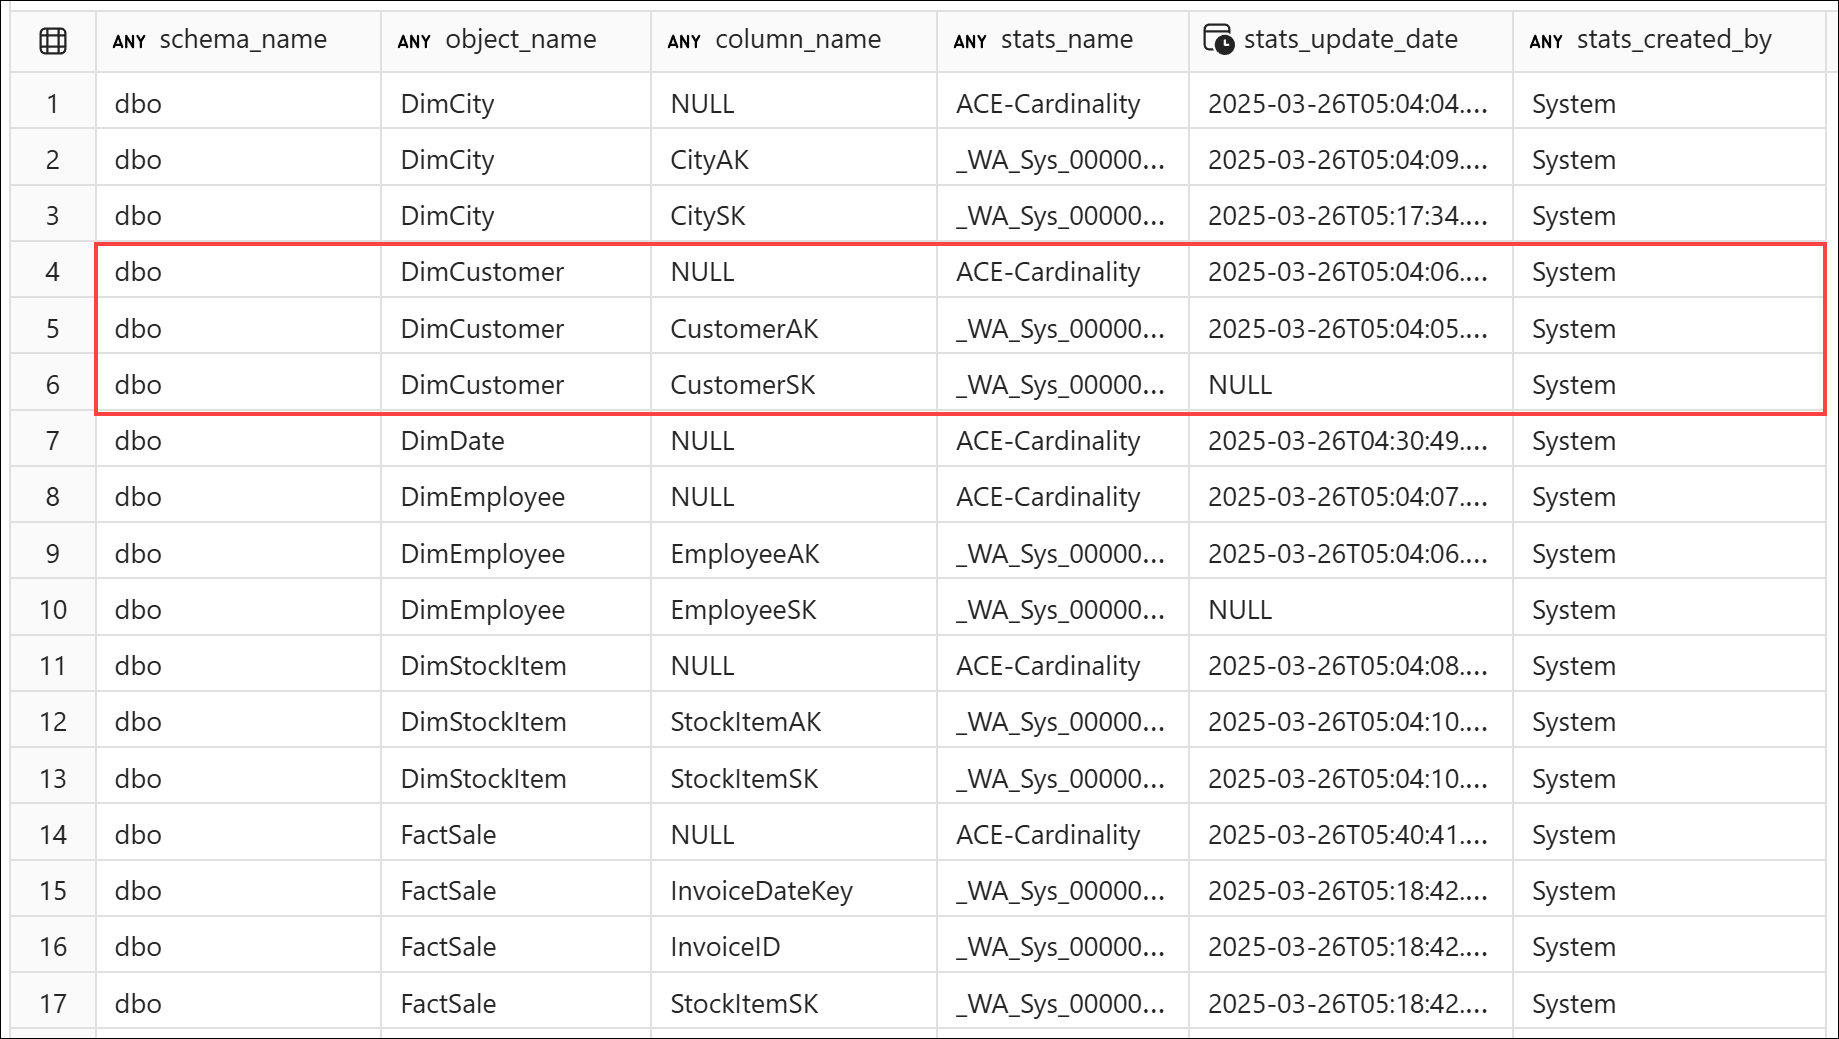 ANY schema_name ANY object_name ANY column_name ANY stats_name stats_update_date ANY stats_created_by
1 dbo DimCity NULL ACE-Cardinality 2025-03-26T05:04:04.... System
2 dbo DimCity CityAK _WA_Sys_00000... 2025-03-26T05:04:09.... System
3 dbo DimCity CitySK _WA_Sys_00000... 2025-03-26T05:17:34.... System
4 dbo DimCustomer NULL ACE-Cardinality 2025-03-26T05:04:06.... System
5 dbo DimCustomer CustomerAK _WA_Sys_00000... 2025-03-26T05:04:05.... System
6 dbo DimCustomer CustomerSK _WA_Sys_00000... NULL System
7 dbo DimDate NULL ACE-Cardinality 2025-03-26T04:30:49.... System
8 dbo DimEmployee NULL ACE-Cardinality 2025-03-26T05:04:07.... System
9 dbo DimEmployee EmployeeAK _WA_Sys_00000... 2025-03-26T05:04:06.... System
10 dbo DimEmployee EmployeeSK _WA_Sys_00000... NULL System
11 dbo DimStockItem NULL ACE-Cardinality 2025-03-26T05:04:08.... System
12 dbo DimStockItem StockItemAK _WA_Sys_00000... 2025-03-26T05:04:10.... System
13 dbo DimStockItem StockItemSK _WA_Sys_00000... 2025-03-26T05:04:10.... System
14 dbo FactSale NULL ACE-Cardinality 2025-03-26T05:40:41.... System
15 dbo FactSale InvoiceDateKey _WA_Sys_00000... 2025-03-26T05:18:42.... System
16 dbo FactSale InvoiceID _WA_Sys_00000... 2025-03-26T05:18:42.... System
17 dbo FactSale StockItemSK _WA_Sys_00000... 2025-03-26T05:18:42.... System